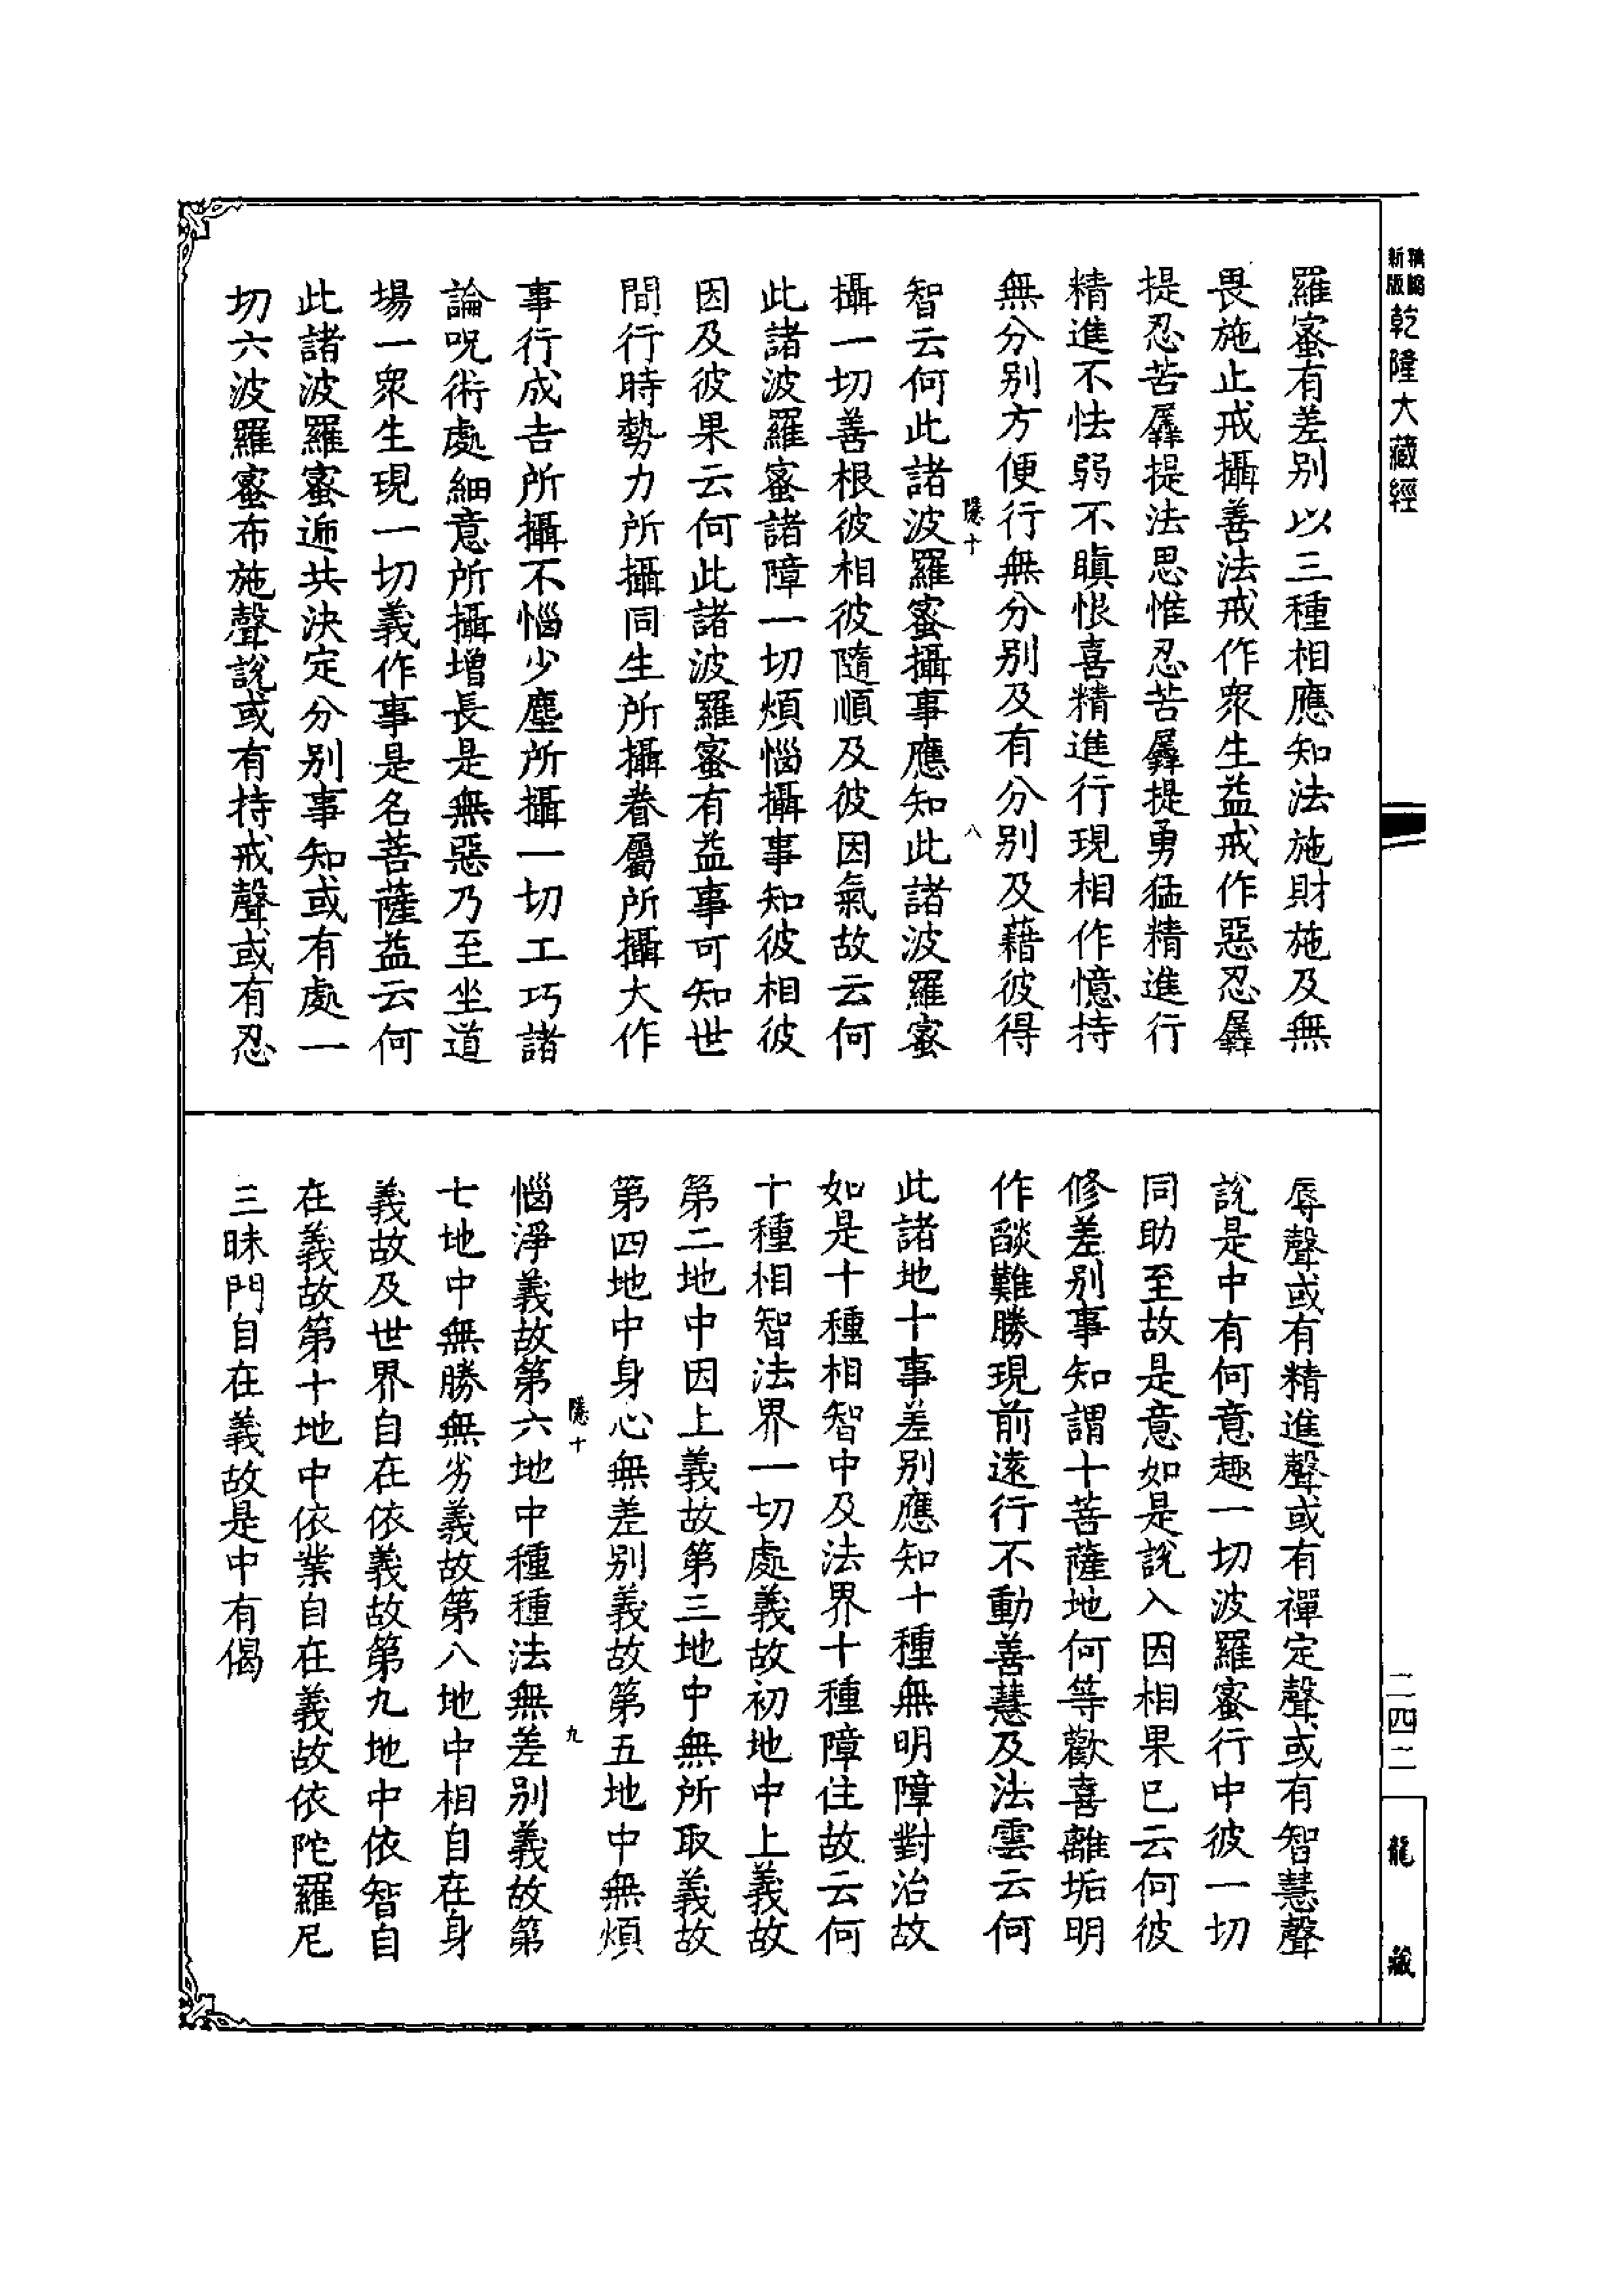 新版 乾隆大藏經
羅蜜有差别以三種相應知法施財施及無
畏施止戒攝善法戒作衆生益戒作惡忍羼
提忍苦羼提法思惟忍苦羼提勇猛精進行
精進不怯弱不瞋恨喜精進行現相作憶持
無分别方便行無分别及有分别及藉彼得
隱十 八
智云何此諸波羅蜜攝事應知此諸波羅蜜
攝一切善根彼相彼隨順及彼因氣故云何
此諸波羅蜜諸障一切煩惱攝事知彼相彼
因及彼果云何此諸波羅蜜有益事可知世
間行時勢力所攝同生所攝眷屬所攝大作
事行成吉所攝不惱少塵所攝一切工巧諸
論呪術處細意所攝增長是無惡乃至坐道
場一衆生現一切義作事是名菩薩益云何
此諸波羅蜜遞共決定分别事知或有處一
切六波羅蜜布施聲說或有持戒聲或有忍
辱聲或有精進聲或有禪定聲或有智慧聲
說是中有何意趣一切波羅蜜行中彼一切
同助至故是意如是說入因相果已云何彼
修差别事知謂十菩薩地何等歡喜離垢明
作燄難勝現前遠行不動善慧及法雲云何
此諸地十事差别應知十種無明障對治故
如是十種相智中及法界十種障住故云何
十種相智法界一切處義故初地中上義故
第二地中因上義故第三地中無所取義故
第四地中身心無差别義故第五地中無煩
隱十 九
惱淨義故第六地中種種法無差别義故第
七地中無勝無劣義故第八地中相自在身
義故及世界自在依義故第九地中依智自
在義故第十地中依業自在義故依陀羅尼
三昧門自在義故是中有偈
二四二
龍藏